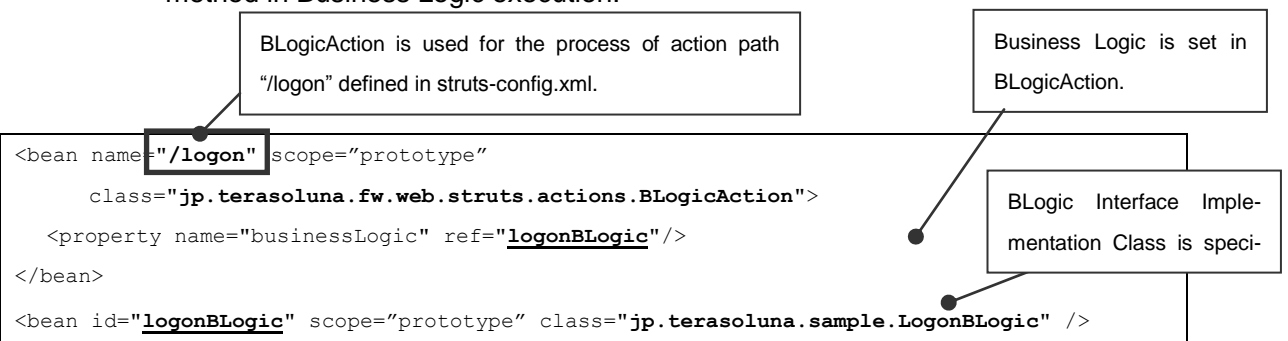 method in Business Logic execution.
BLogicAction is used for the process of action path
“/logon” defined in struts-config.xml.
Business Logic is set in
BLogicAction.
<bean name="/logon" scope=”prototype”
class="jp.terasoluna.fw.web.struts.actions.BLogicAction">
<property name="businessLogic" ref="logonBLogic"/>
</bean>
BLogic Interface Imple-
mentation Class is speci-
<bean id="logonBLogic" scope=”prototype” class="jp.terasoluna.sample.LogonBLogic" />